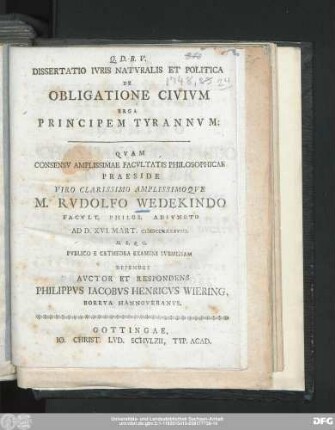 Q. D. B. V.
DISSERTATIO IVRIS NATVRALIS ET POLITICA
DE
OBLIGATIONE CIVIVM
ERGA
PRINCIPEM TYRANNVM:
QVAM
CONSENSV AMPLISSIMAE FACVLTATIS PHILOSOPHICAE
PRAESIDE
VIRO CLARISSIMO AMPLISSIMOQVE
M. RVDOLFO WEDEKINDO
FACVLT. PHILOS. ADIVNCTO
AD D. XVI. MART.
H. L. Q. C.
PVBLICO E CATHEDRA EXAMINI
DEFENDET
AVCTOR ET RESPONDENS
PHILIPPVS IACOBVS HENRICVS WIERING,
HOREYA HANNOVERANVS.
GOTTINGAE,
IO. CHRIST. LVD. SCHVLZII, TYP. ACAD.